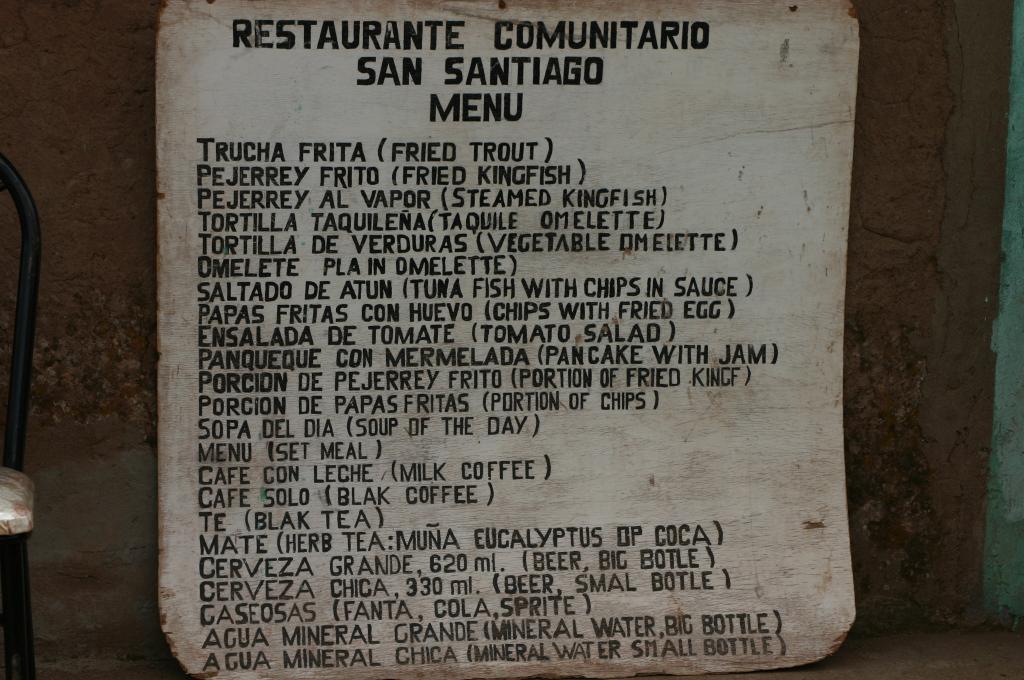 RESTAURANTE COMUNITARIO
SAN SANTIAGO
MENU
TRUCHA FRITA (FRIED TROUT)
PEJERREY FRITO (FRIED KINGFISH)
PEJERREY AL VAPOR (STEAMED KINGFISH)
TORTILLA TAQUILEÑA (TAQUILE OMELETTE)
TORTILLA DE VERDURAS (VEGETABLE OMELETTE)
OMELETE PLAIN OMELETTE)
SALTADO DE ATUN (TUNA FISH WITH CHIPS IN SAUCE)
PAPAS FRITAS CON HUEVO (CHIPS WITH FRIED EGG)
ENSALADA DE TOMATE (TOMATO SALAD)
PANQUEQUE CON MERMELADA (PANCAKE WITH JAM)
PORCION DE PEJERREY FRITO (PORTION OF FRIED KINGF)
PORCION DE PAPAS FRITAS (PORTION OF CHIPS)
SOPA DEL DIA (SOUP OF THE DAY)
MENU (SET MEAL)
CAFE CON LECHE (MILK COFFEE)
CAFE SOLO (BLAK COFFEE)
TE (BLAK TEA)
MATE (HERB TEA: MUÑA EUCALYPTUS OP COCA)
CERVEZA GRANDE, 620 ml. (BEER, BIG BOTLE)
CERVEZA CHICA, 330 ml. (BEER, SMAL BOTLE)
GASEOSAS (FANTA, COLA, SPRITE)
AGUA MINERAL GRANDE (MINERAL WATER, BIG BOTTLE)
AGUA MINERAL CHICA (MINERAL WATER SMALL BOTTLE)